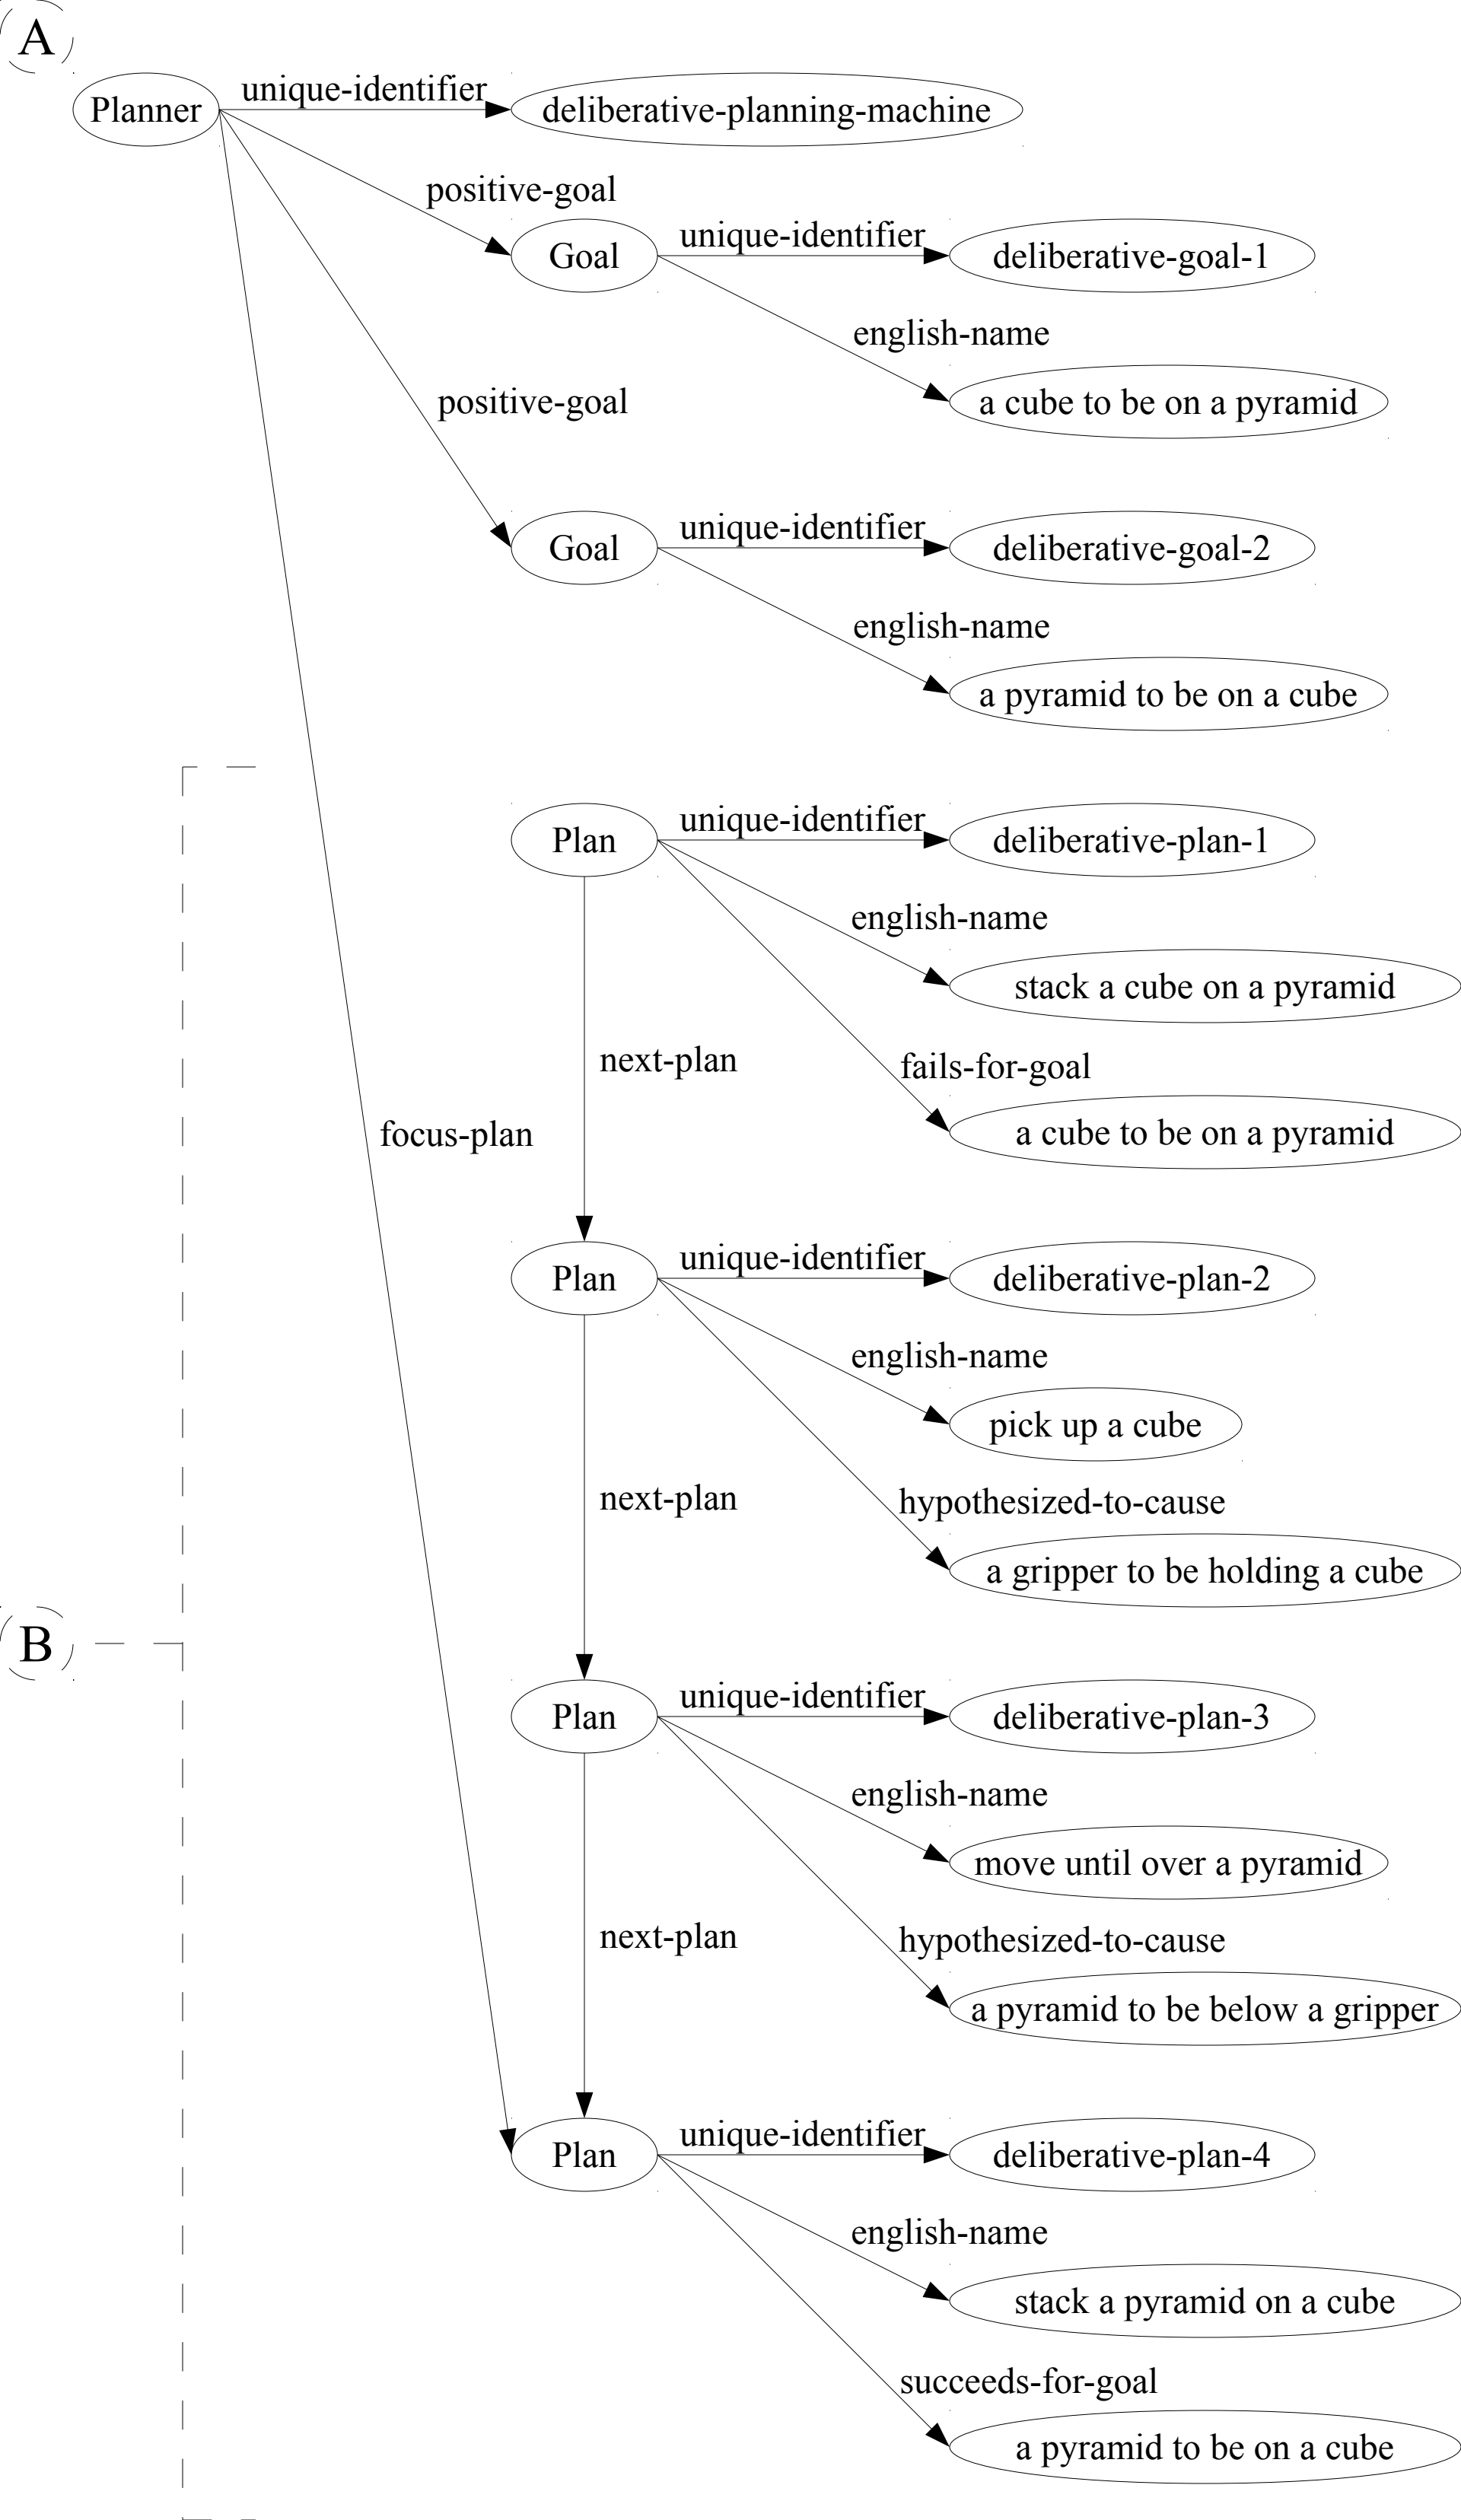 A
Planner
unique-identifier
deliberative-planning-machine
positive-goal
Goal
unique-identifier
deliberative-goal-1
english-name
a cube to be on a pyramid
positive-goal
Goal
unique-identifier
deliberative-goal-2
english-name
a pyramid to be on a cube
Plan
unique-identifier
deliberative-plan-1
english-name
stack a cube on a pyramid
next-plan
fails-for-goal
a cube to be on a pyramid
focus-plan
Plan
unique-identifier
deliberative-plan-2
english-name
pick up a cube
next-plan
hypothesized-to-cause
a gripper to be holding a cube
B
Plan
unique-identifier
deliberative-plan-3
english-name
move until over a pyramid
next-plan
hypothesized-to-cause
a pyramid to be below a gripper
Plan
unique-identifier
deliberative-plan-4
english-name
stack a pyramid on a cube
succeeds-for-goal
a pyramid to be on a cube